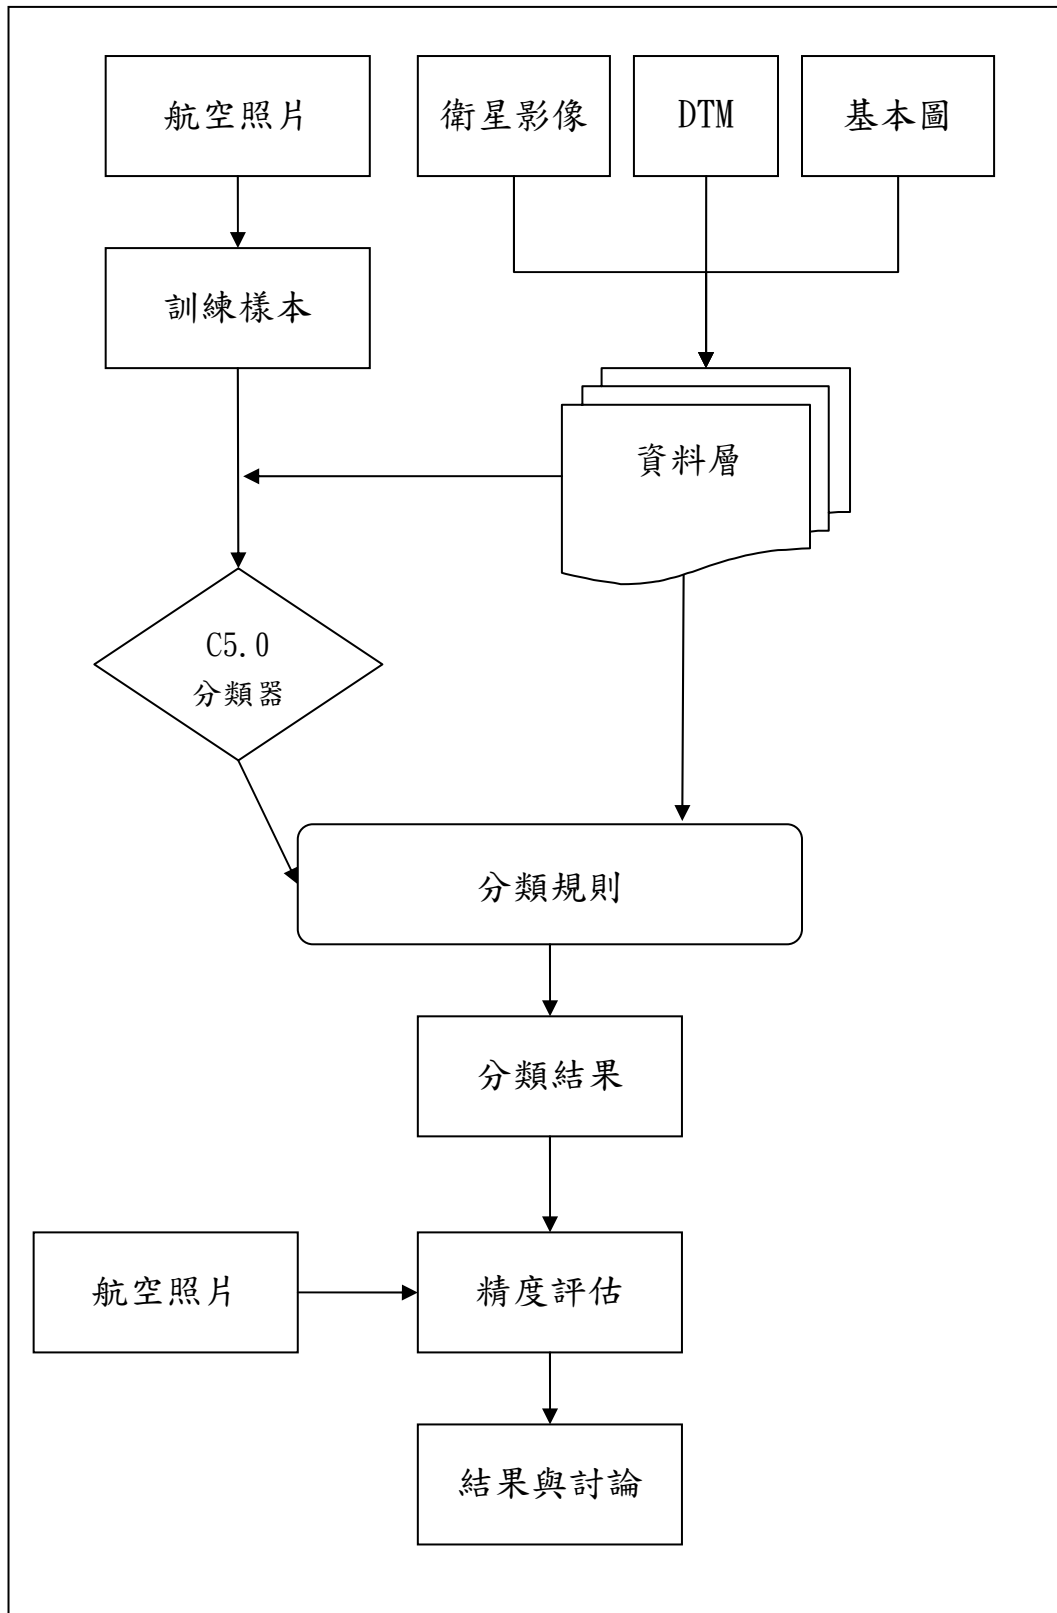 航空照片
衛星影像
DTM
基本圖
訓練樣本
資料層
C5.0
分類器
分類規則
分類結果
航空照片
精度評估
結果與討論